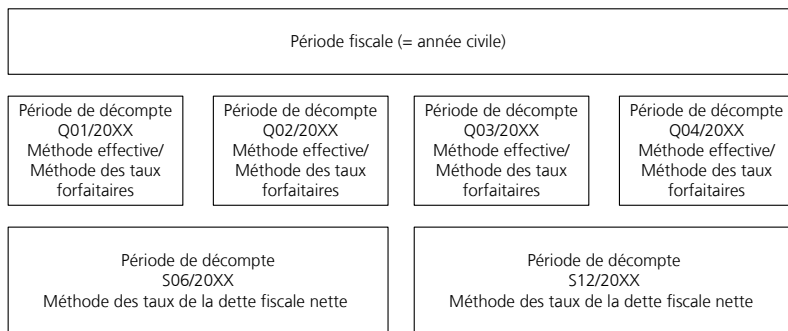 Période fiscale (= année civile)
Période de décompte
Q01/20XX
Méthode effective/
Méthode des taux
forfaitaires
Période de décompte
Q02/20XX
Méthode effective/
Méthode des taux
forfaitaires
Période de décompte
Q03/20XX
Méthode effective/
Méthode des taux
forfaitaires
Période de décompte
Q04/20XX
Méthode effective/
Méthode des taux
forfaitaires
Période de décompte
S06/20XX
Méthode des taux de la dette fiscale nette
Période de décompte
S12/20XX
Méthode des taux de la dette fiscale nette